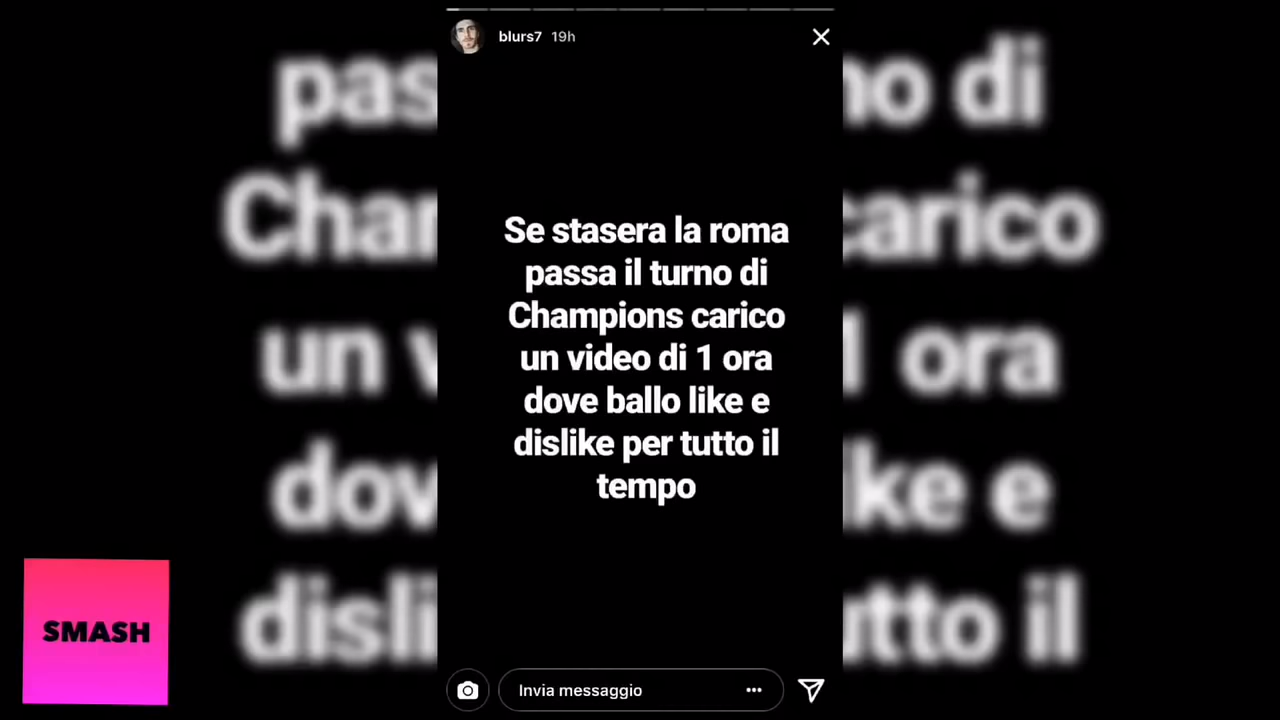 blurs7 19h
Se stasera la roma
passa il turno di
Champions carico
un video di 1 ora
dove ballo like e
dislike per tutto il
tempo
SMASH
Invia messaggio